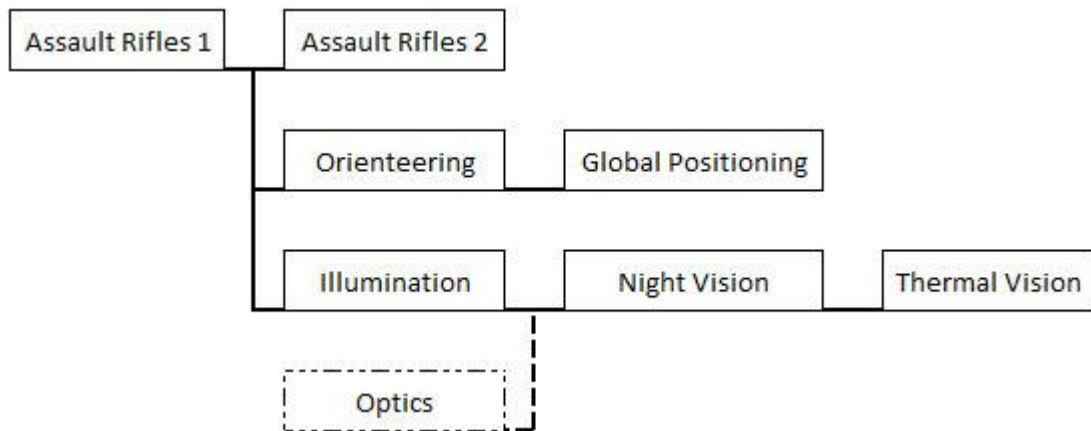 Assault Rifles 1
Assault Rifles 2
Orienteering
Global Positioning
Illumination
Night Vision
Thermal Vision
Optics